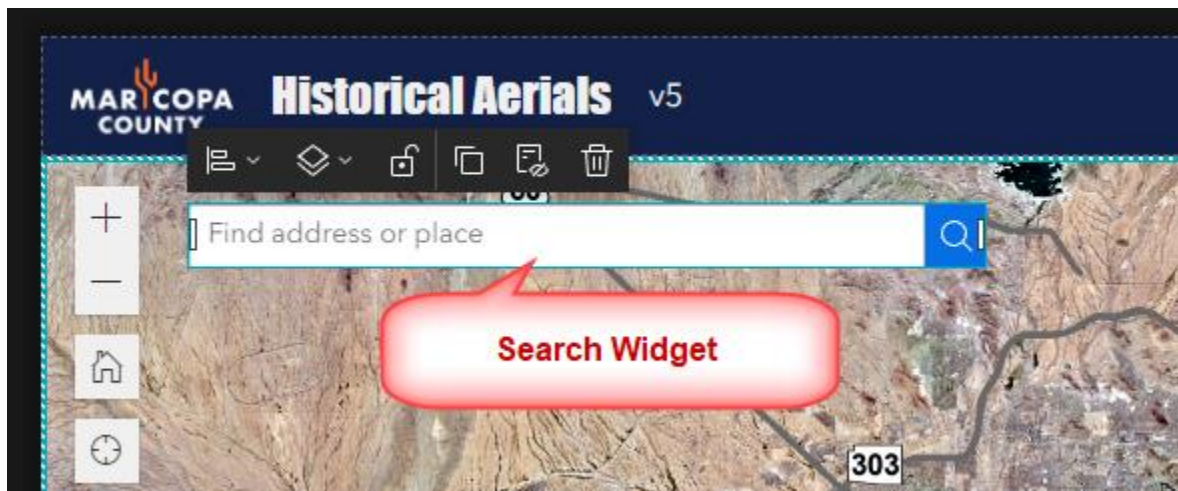 MARICOPA
COUNTY
Historical Aerials
v5
Find address or place
Search Widget
303